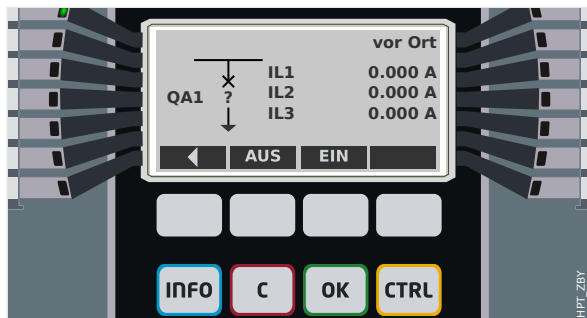 vor Ort
IL1 0.000 A
QA1 ? IL2 0.000 A
IL3 0.000 A
AUS EIN
INFO C OK CTRL
HPT_ZBY